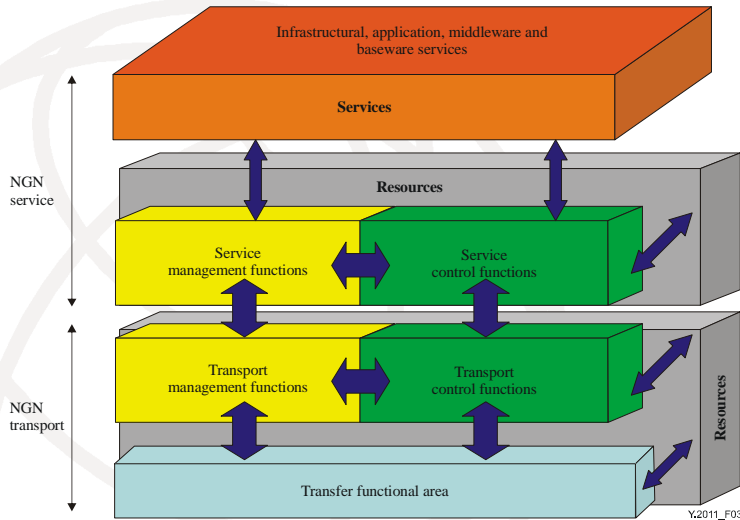 Infrastructural, application, middleware and
baseware services
Services
NGN
service
Resources
Service
management functions
Service
control functions
Transport
management functions
Transport
control functions
NGN
transport
Resources
Transfer functional area
Y.2011_F03